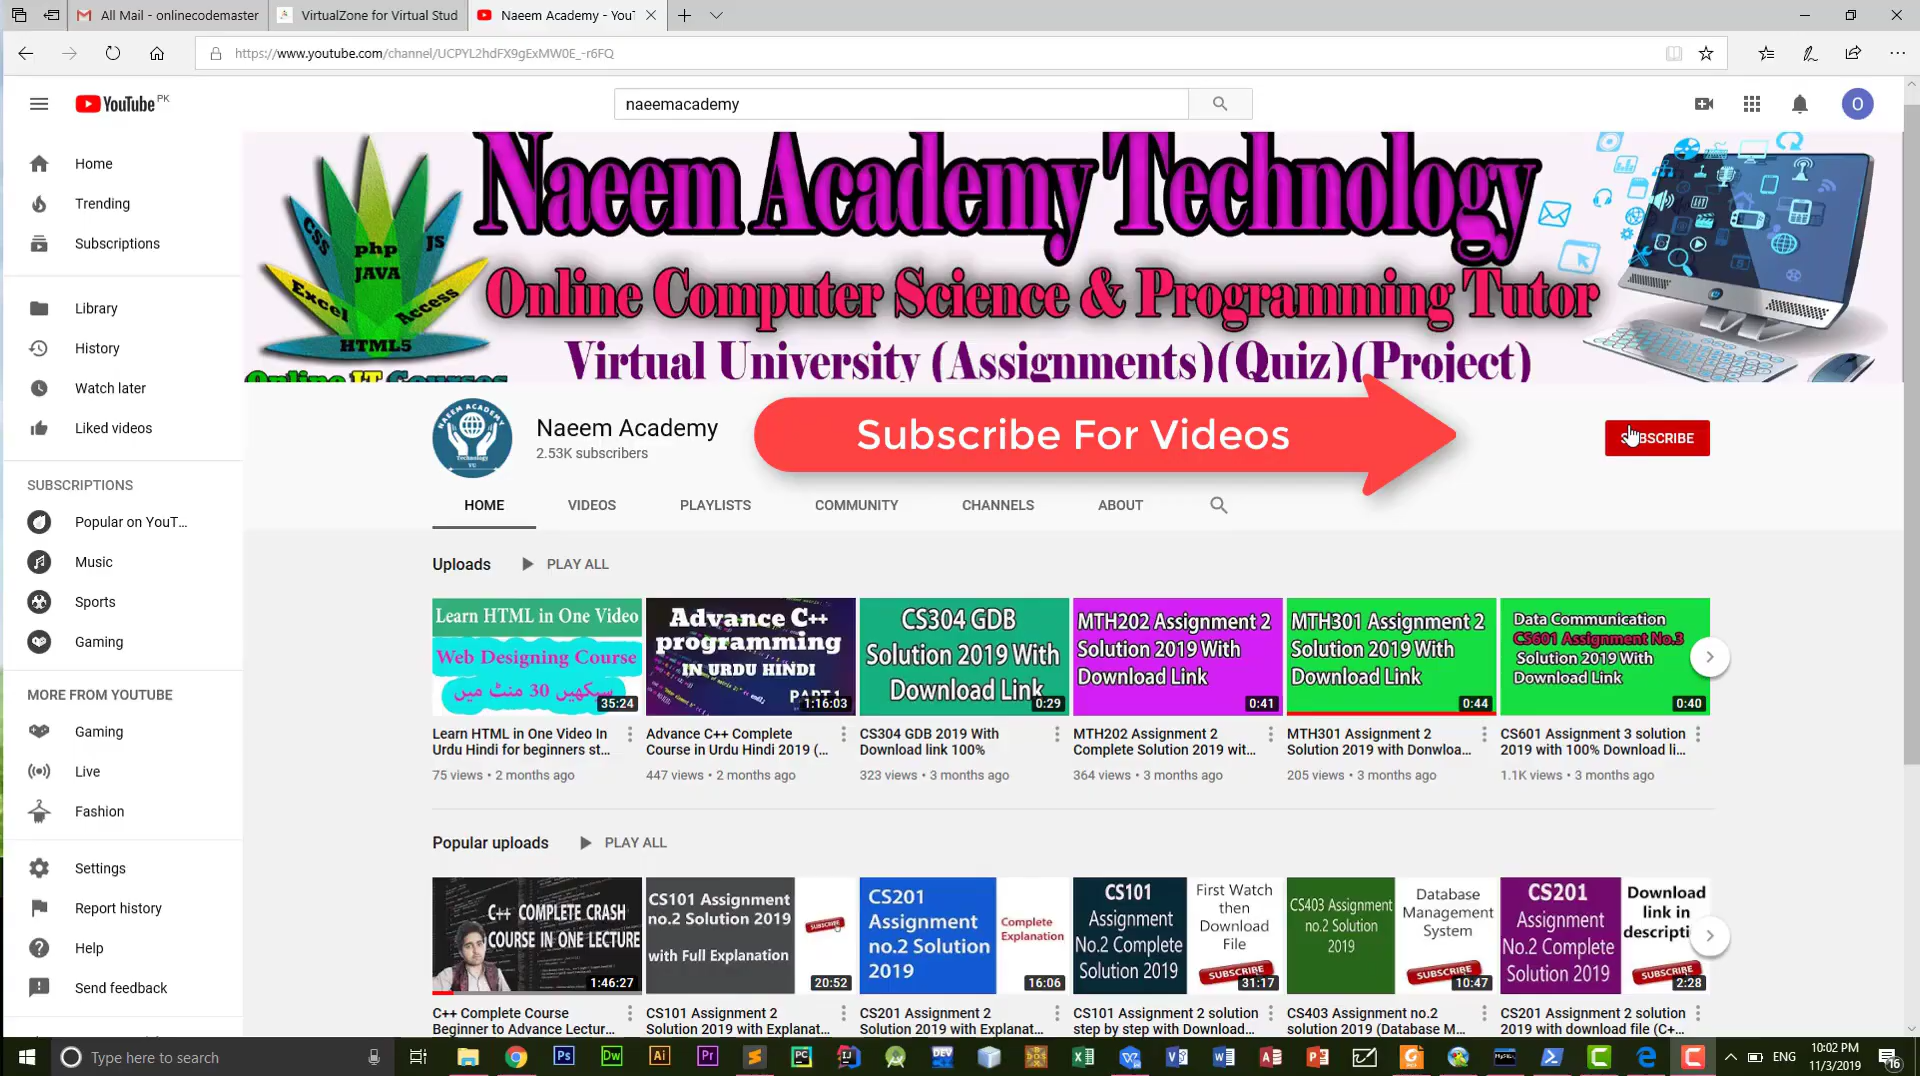 All Mail - onlinecodemaster
VirtualZone for Virtual Stud
Naeem Academy - YouT
https://www.youtube.com/channel/UCPYL2hdFX9gExMW0E_-r6FQ
YouTube PK
naeemacademy
O
Home
Trending
Subscriptions
Library
History
Watch later
Liked videos
SUBSCRIPTIONS
Popular on YouT...
Music
Sports
Gaming
MORE FROM YOUTUBE
Gaming
Live
Fashion
Settings
Report history
Help
Send feedback
Naeem Academy Technology
Online Computer Science & Programming Tutor
Virtual University (Assignments)(Quiz)(Project)
CSS
php
JS
JAVA
Excel
Access
HTML5
Online IT Courses
NAEEM ACADEMY
Technology
VU
Naeem Academy
2.53K subscribers
Subscribe For Videos
SUBSCRIBE
HOME
VIDEOS
PLAYLISTS
COMMUNITY
CHANNELS
ABOUT
Uploads
PLAY ALL
Learn HTML in One Video
Web Designing Course
سیکھیں 30 منٹ میں
35:24
Learn HTML in One Video In
Urdu Hindi for beginners st...
75 views • 2 months ago
Advance C++
programming
IN URDU HINDI
PART 1
1:16:03
Advance C++ Complete
Course in Urdu Hindi 2019 (...
447 views • 2 months ago
CS304 GDB
Solution 2019 With
Download Link
0:29
CS304 GDB 2019 With
Download link 100%
323 views • 3 months ago
MTH202 Assignment 2
Solution 2019 With
Download Link
0:41
MTH202 Assignment 2
Complete Solution 2019 wit...
364 views • 3 months ago
MTH301 Assignment 2
Solution 2019 With
Download Link
0:44
MTH301 Assignment 2
Solution 2019 with Donwloa...
205 views • 3 months ago
Data Communication
CS601 Assignment No.3
Solution 2019 With
Download Link
0:40
CS601 Assignment 3 solution
2019 with 100% Download li...
1.1K views • 3 months ago
Popular uploads
PLAY ALL
C++ COMPLETE CRASH
COURSE IN ONE LECTURE
1:46:27
C++ Complete Course
Beginner to Advance Lectur...
CS101 Assignment
no.2 Solution 2019
with Full Explanation
SUBSCRIBE
20:52
CS101 Assignment 2
Solution 2019 with Explanat...
CS201
Assignment
no.2 Solution
2019
Complete
Explanation
16:06
CS201 Assignment 2
Solution 2019 with Explanat...
CS101
Assignment
No.2 Complete
Solution 2019
First Watch
then
Download
File
SUBSCRIBE
31:17
CS101 Assignment 2 solution
step by step with Download...
CS403 Assignment
no.2 Solution
2019
Database
Management
System
SUBSCRIBE
10:47
CS403 Assignment no.2
solution 2019 (Database M...
CS201
Assignment
No.2 Complete
Solution 2019
Download
link in
descripti
SUBSCRIBE
2:28
CS201 Assignment 2 solution
2019 with download file (C+...
Type here to search
Ps
Dw
Ai
Pr
PC
IJ
DEV
DOS
MySQL
ENG
10:02 PM
11/3/2019
16